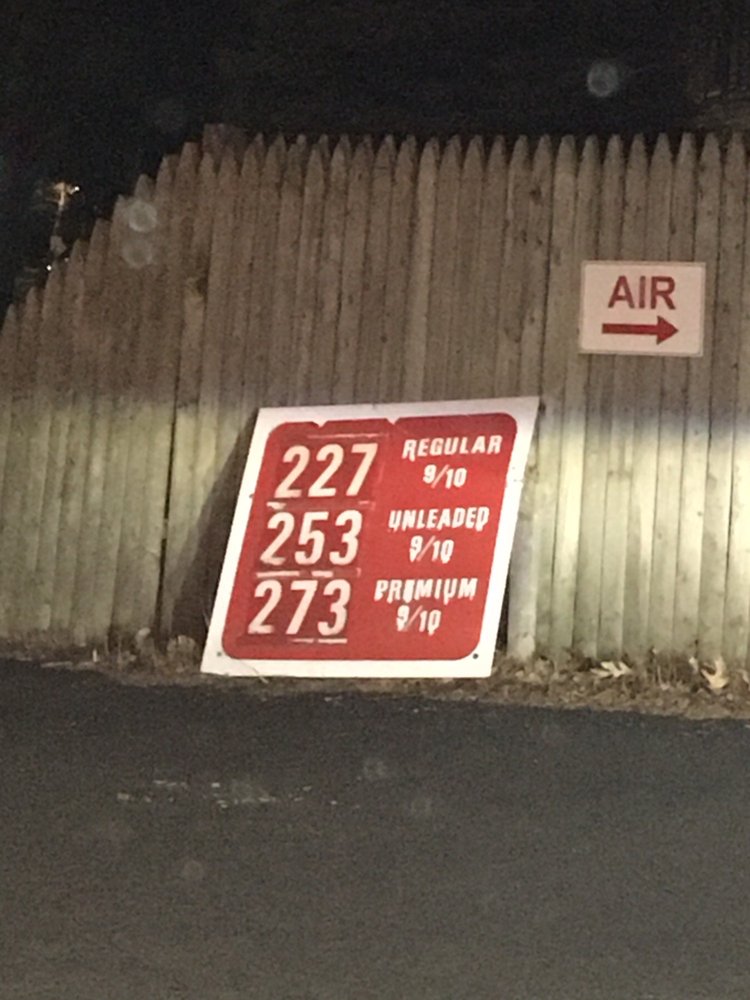 AIR
227 REGULAR
9/10
253 UNLEADED
9/10
273 PREMIUM
9/10